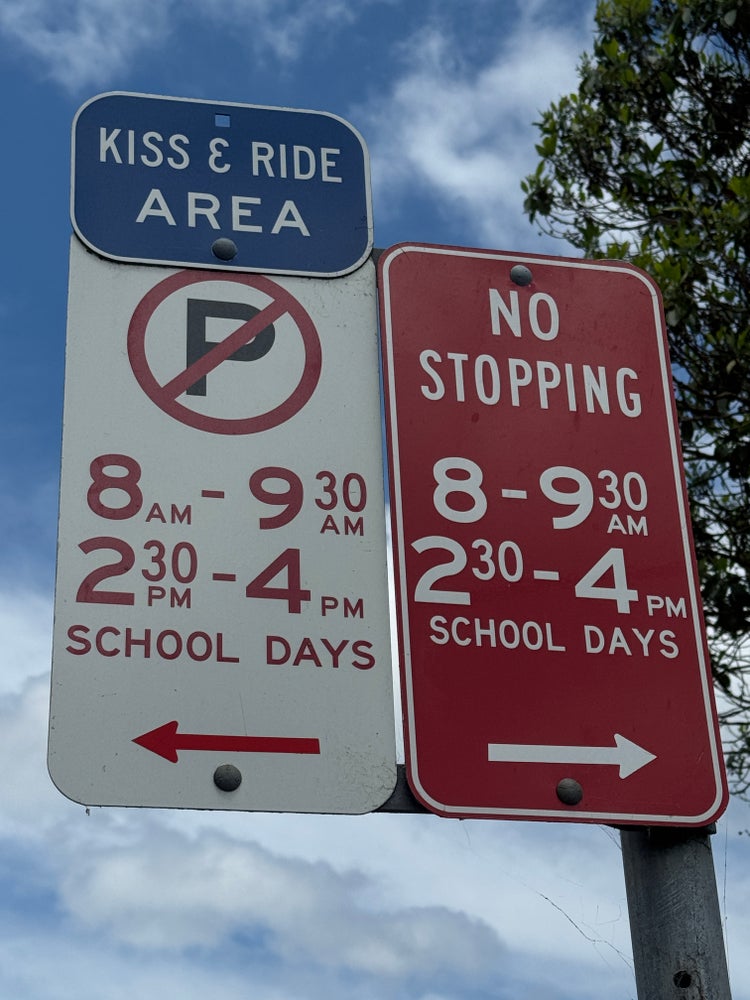 KISS & RIDE
AREA
P
8AM - 930AM
230PM - 4PM
SCHOOL DAYS
NO
STOPPING
8 - 930AM
230 - 4PM
SCHOOL DAYS